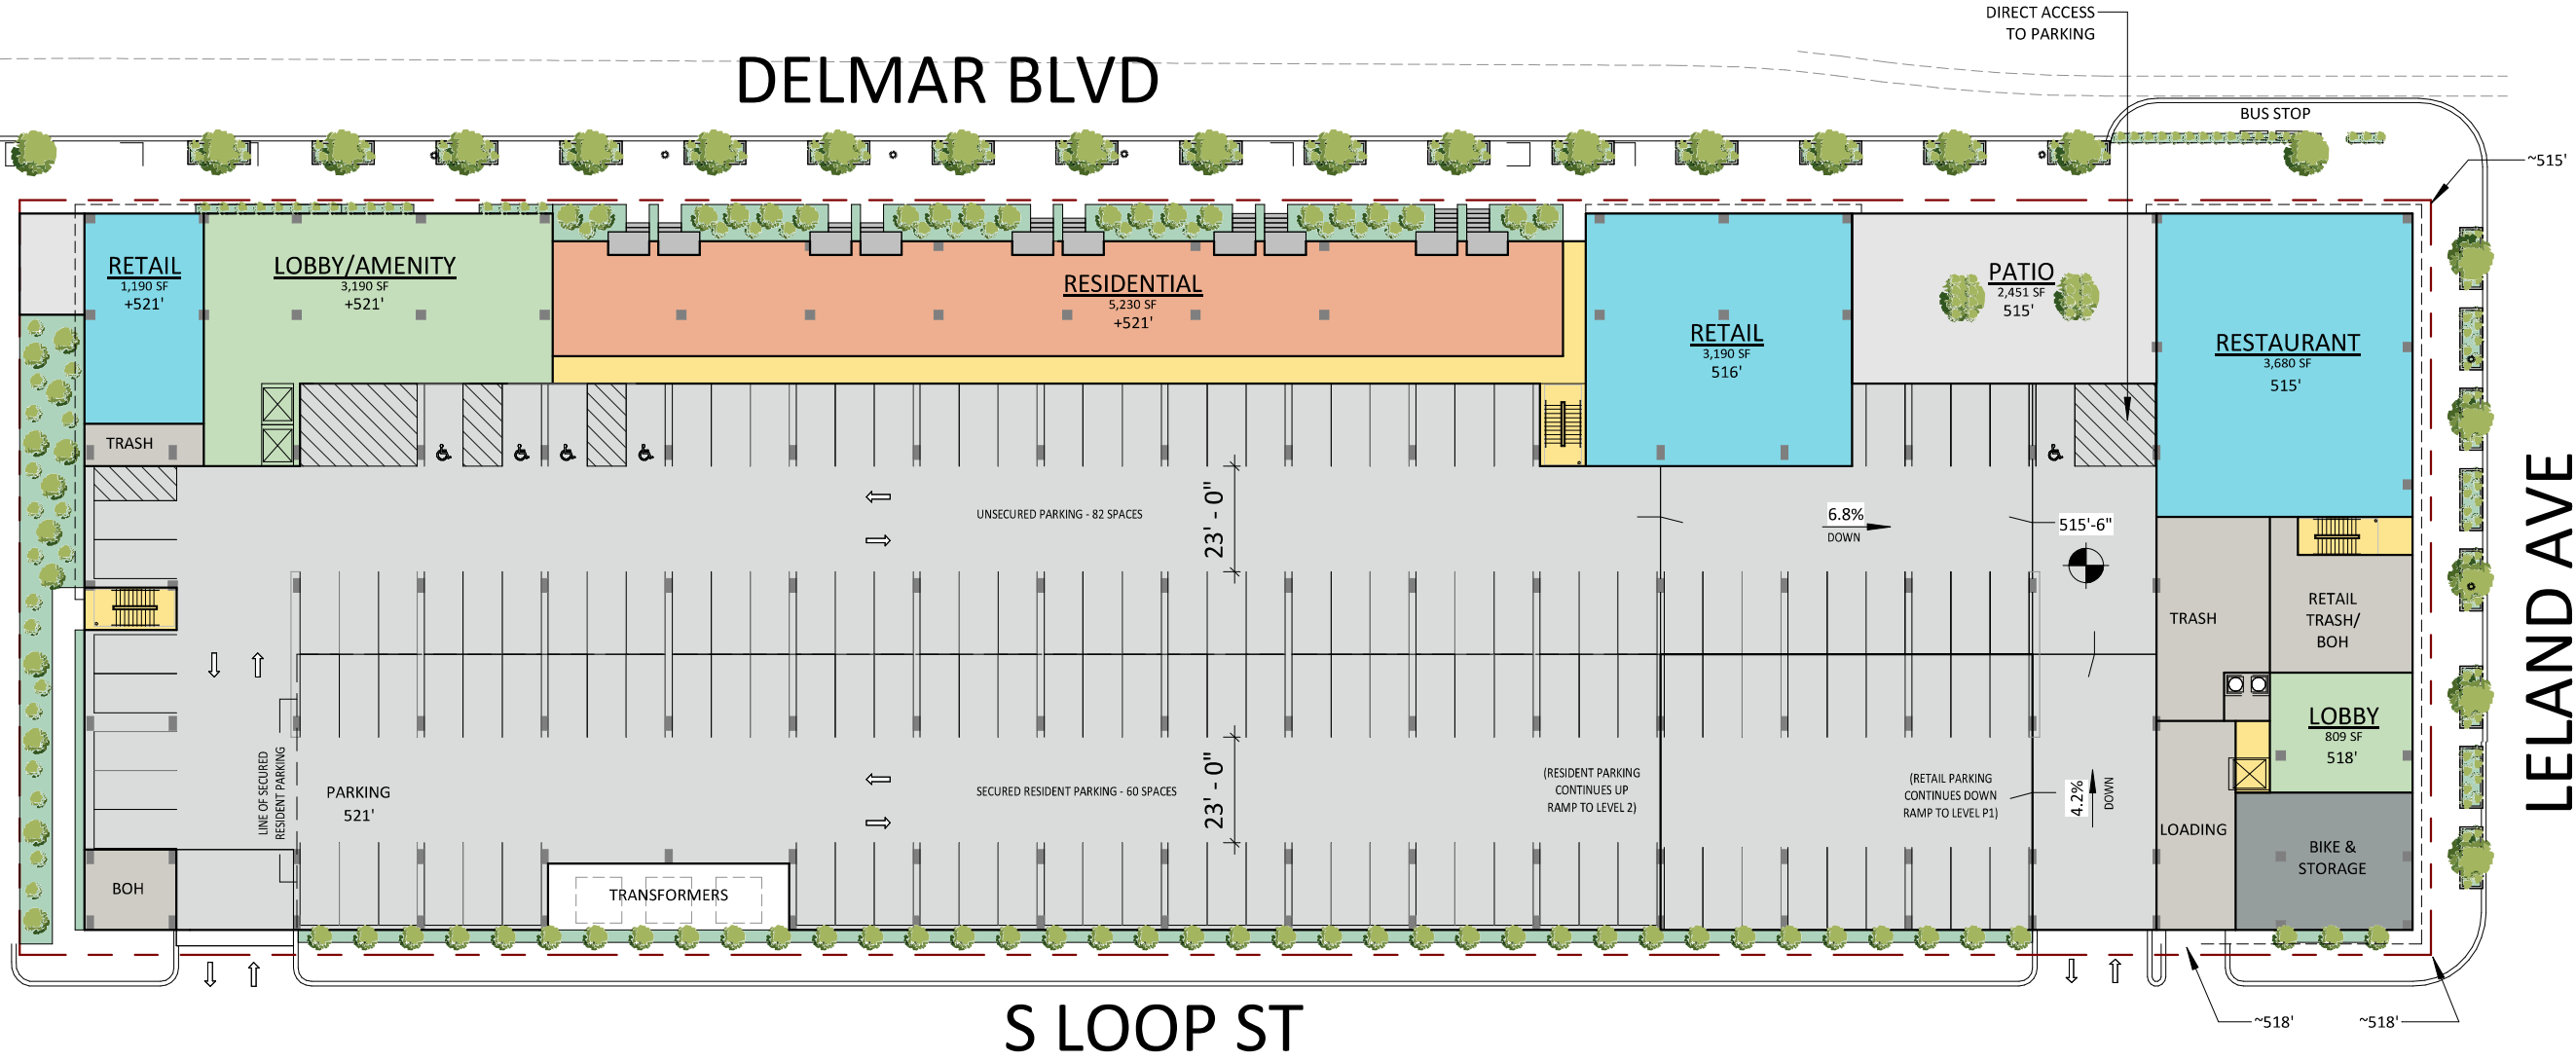 DIRECT ACCESS
TO PARKING
DELMAR BLVD
BUS STOP
~515'
RETAIL
1,190 SF
+521'
LOBBY/AMENITY
3,190 SF
+521'
RESIDENTIAL
5,230 SF
+521'
RETAIL
3,190 SF
516'
PATIO
2,451 SF
515'
RESTAURANT
3,680 SF
515'
TRASH
UNSECURED PARKING - 82 SPACES
23' - 0"
6.8%
DOWN
515'-6"
TRASH
RETAIL
TRASH/
BOH
LELAND AVE
LOBBY
809 SF
518'
LINE OF SECURED
RESIDENT PARKING
PARKING
521'
SECURED RESIDENT PARKING - 60 SPACES
23' - 0"
(RESIDENT PARKING
CONTINUES UP
RAMP TO LEVEL 2)
(RETAIL PARKING
CONTINUES DOWN
RAMP TO LEVEL P1)
4.2%
DOWN
LOADING
BIKE &
STORAGE
BOH
TRANSFORMERS
S LOOP ST
~518'
~518'